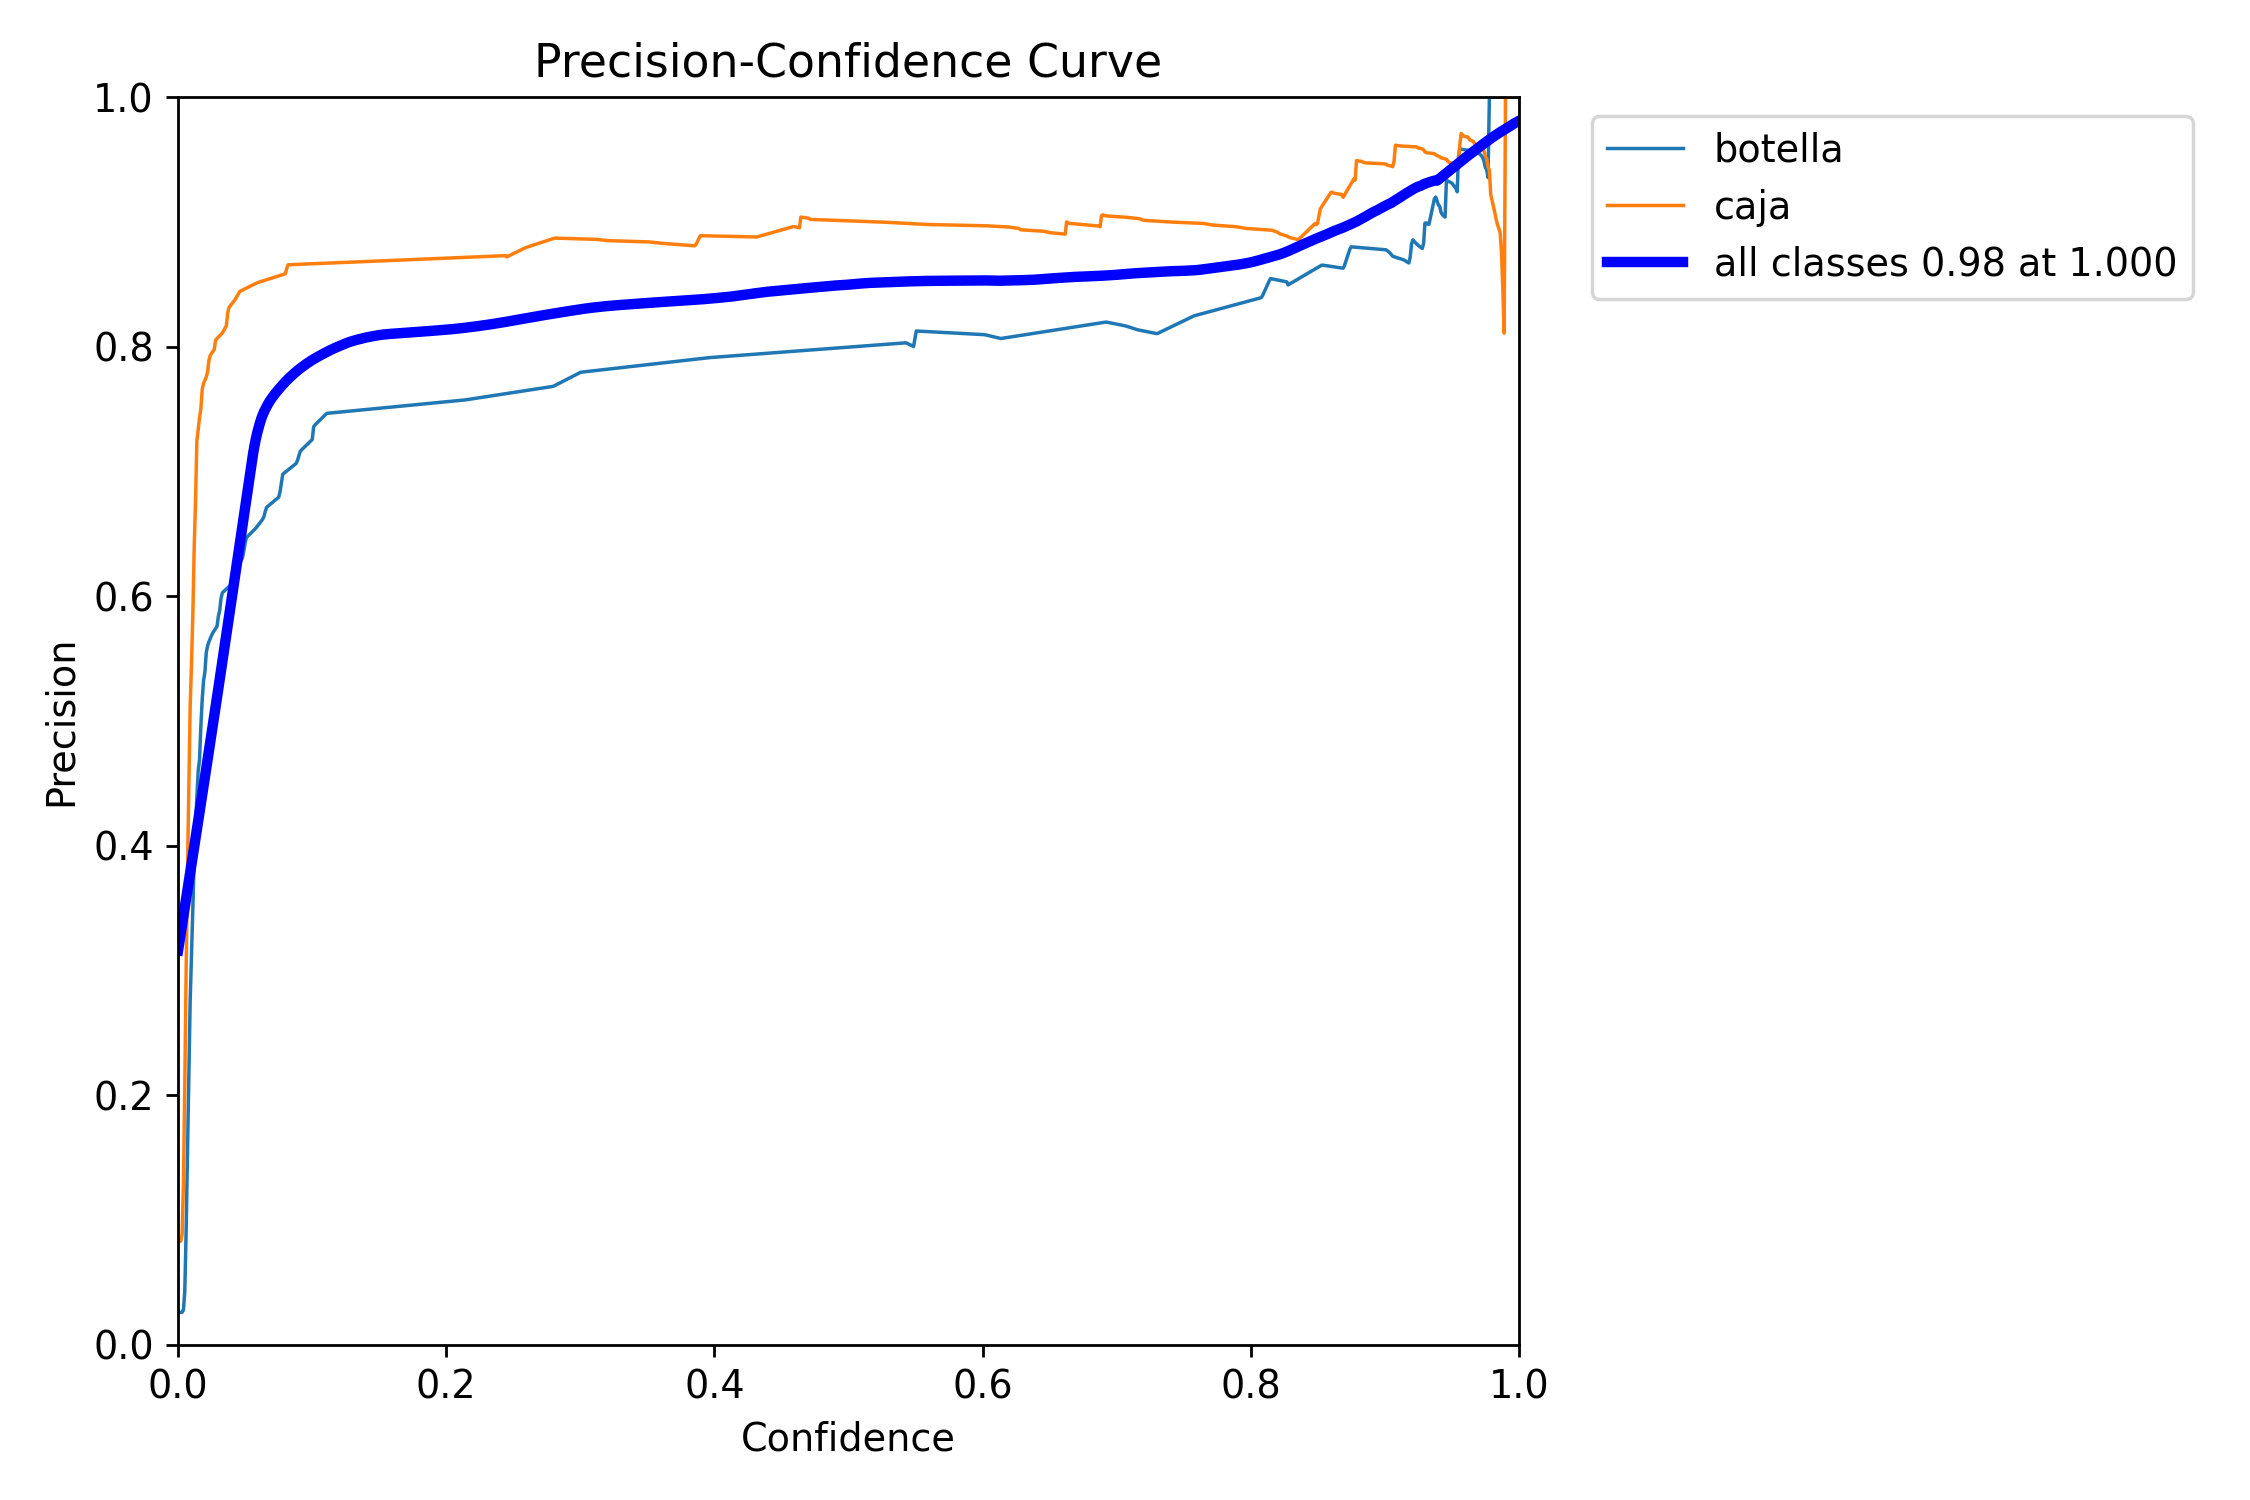 Precision-Confidence Curve
1.0
0.8
0.6
0.4
0.2
0.0
Precision
0.0 0.2 0.4 0.6 0.8 1.0
Confidence
botella
caja
all classes 0.98 at 1.000